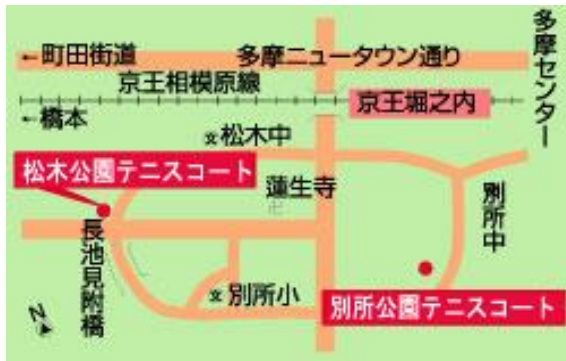 ←町田街道
多摩ニュータウン通り
多摩センター
京王相模原線
京王堀之内
←橋本
文松木中
松木公園テニスコート
蓮生寺
卍
別所中
長池見附橋
文別所小
別所公園テニスコート
N